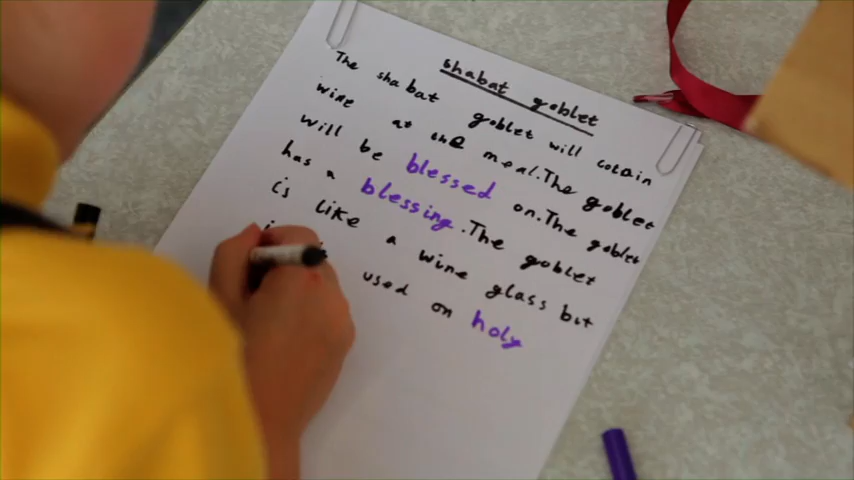 shabat goblet
The shabat goblet will cotain
wine at the meal. The goblet
will be blessed on. The goblet
has a blessing. The goblet
is like a wine glass but
used on holy